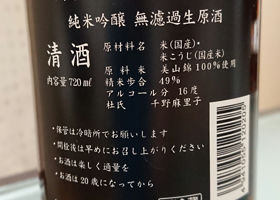 純米吟醸 無濾過生原酒
清酒
内容量720ml
原材料名 米(国産)・
米こうじ(国産米)
原料米 美山錦100%使用
精米歩合 49%
アルコール分 16度
杜氏 千野麻里子
・保管は冷暗所でお願いします
・開栓後は早めにお召し上がりください
・お酒は楽しく適量を
・お酒は20歳になってから